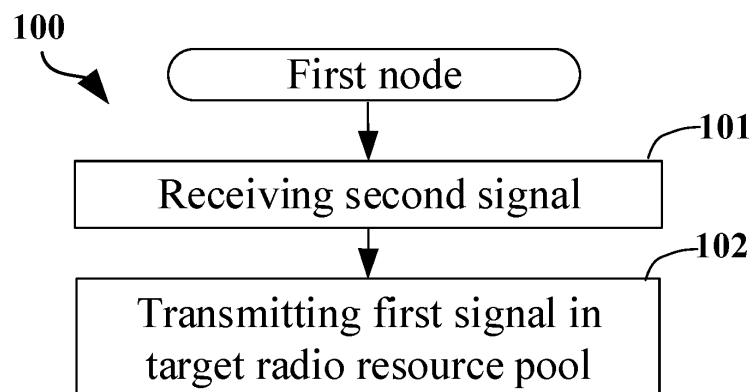 100
First node
101
Receiving second signal
102
Transmitting first signal in
target radio resource pool